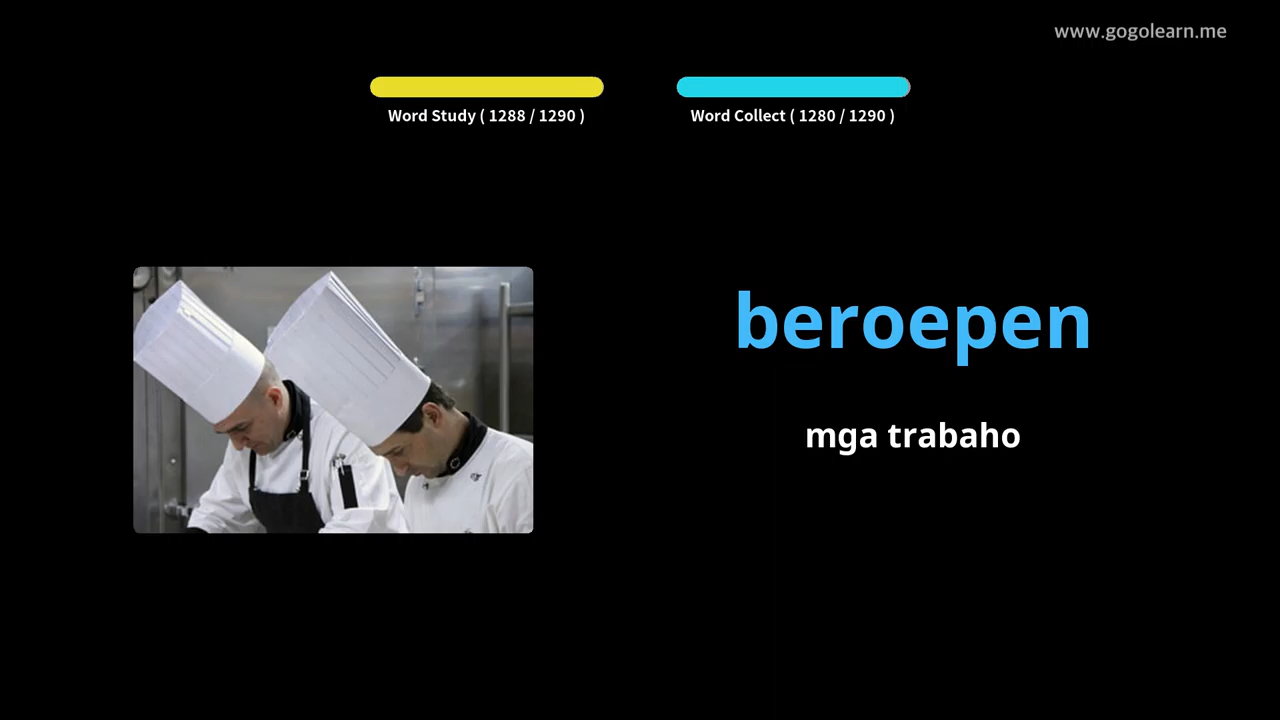 www.gogolearn.me
Word Study ( 1288 / 1290 )
Word Collect ( 1280 / 1290 )
beroepen
mga trabaho